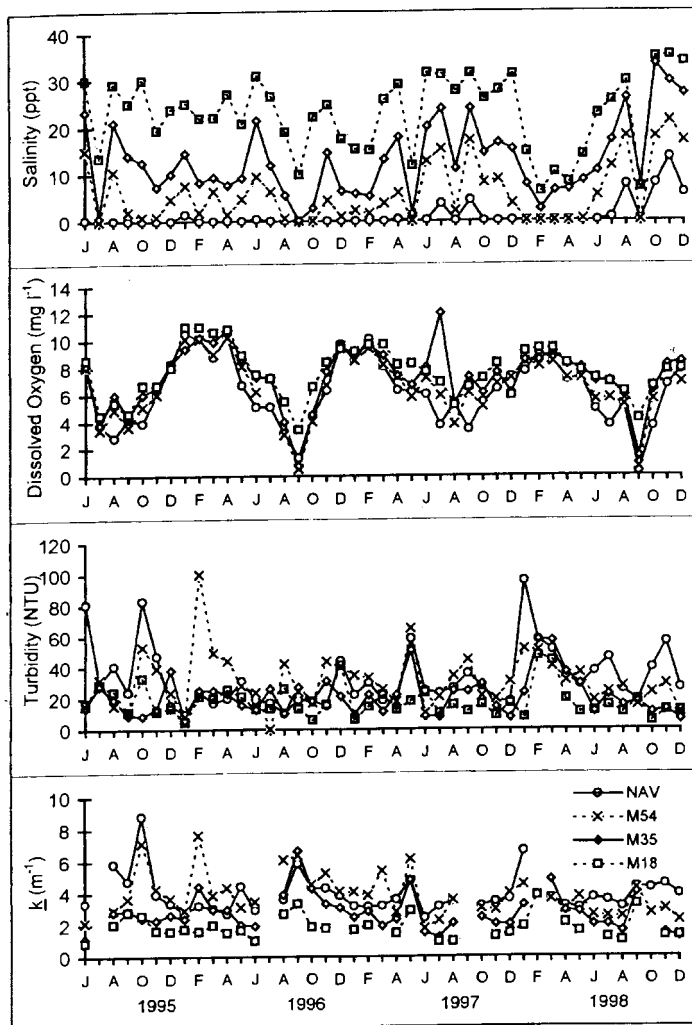 Salinity (ppt)
40
30
20
10
0
J A O D F A J A O D F A J A O D F A J A O D
Dissolved Oxygen (mg l⁻¹)
14
12
10
8
6
4
2
0
J A O D F A J A O D F A J A O D F A J A O D
Turbidity (NTU)
120
100
80
60
40
20
0
J A O D F A J A O D F A J A O D F A J A O D
k (m⁻¹)
10
8
6
4
2
0
NAV
M54
M35
M18
J A O D F A J A O D F A J A O D F A J A O D
1995 1996 1997 1998